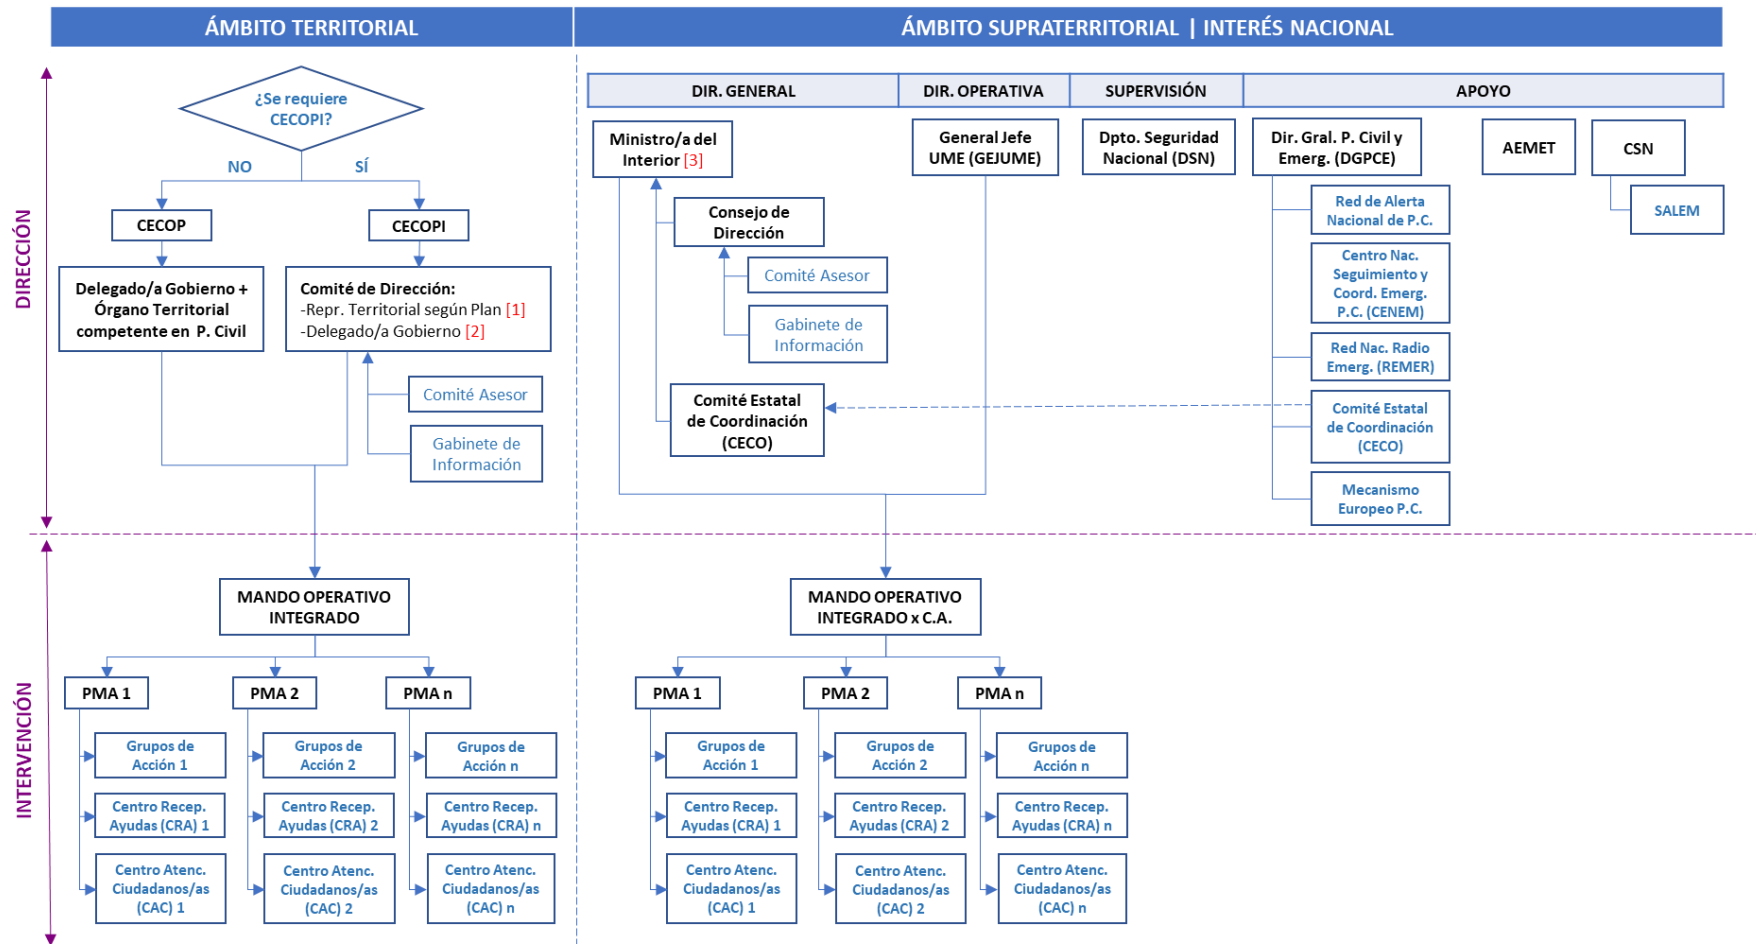 ÁMBITO TERRITORIAL
ÁMBITO SUPRATERRITORIAL | INTERÉS NACIONAL
DIRECCIÓN
¿Se requiere
CECOPI?
NO
SÍ
CECOP
CECOPI
Delegado/a Gobierno +
Órgano Territorial
competente en P. Civil
Comité de Dirección:
-Repr. Territorial según Plan [1]
-Delegado/a Gobierno [2]
Comité Asesor
Gabinete de
Información
DIR. GENERAL
DIR. OPERATIVA
SUPERVISIÓN
APOYO
Ministro/a del
Interior [3]
Consejo de
Dirección
Comité Asesor
Gabinete de
Información
Comité Estatal
de Coordinación
(CECO)
General Jefe
UME (GEJUME)
Dpto. Seguridad
Nacional (DSN)
Dir. Gral. P. Civil y
Emerg. (DGPCE)
Red de Alerta
Nacional de P.C.
Centro Nac.
Seguimiento y
Coord. Emerg.
P.C. (CENEM)
Red Nac. Radio
Emerg. (REMER)
Comité Estatal
de Coordinación
(CECO)
Mecanismo
Europeo P.C.
AEMET
CSN
SALEM
INTERVENCIÓN
MANDO OPERATIVO
INTEGRADO
PMA 1
Grupos de
Acción 1
Centro Recep.
Ayudas (CRA) 1
Centro Atenc.
Ciudadanos/as
(CAC) 1
PMA 2
Grupos de
Acción 2
Centro Recep.
Ayudas (CRA) 2
Centro Atenc.
Ciudadanos/as
(CAC) 2
PMA n
Grupos de
Acción n
Centro Recep.
Ayudas (CRA) n
Centro Atenc.
Ciudadanos/as
(CAC) n
MANDO OPERATIVO
INTEGRADO x C.A.
PMA 1
Grupos de
Acción 1
Centro Recep.
Ayudas (CRA) 1
Centro Atenc.
Ciudadanos/as
(CAC) 1
PMA 2
Grupos de
Acción 2
Centro Recep.
Ayudas (CRA) 2
Centro Atenc.
Ciudadanos/as
(CAC) 2
PMA n
Grupos de
Acción n
Centro Recep.
Ayudas (CRA) n
Centro Atenc.
Ciudadanos/as
(CAC) n